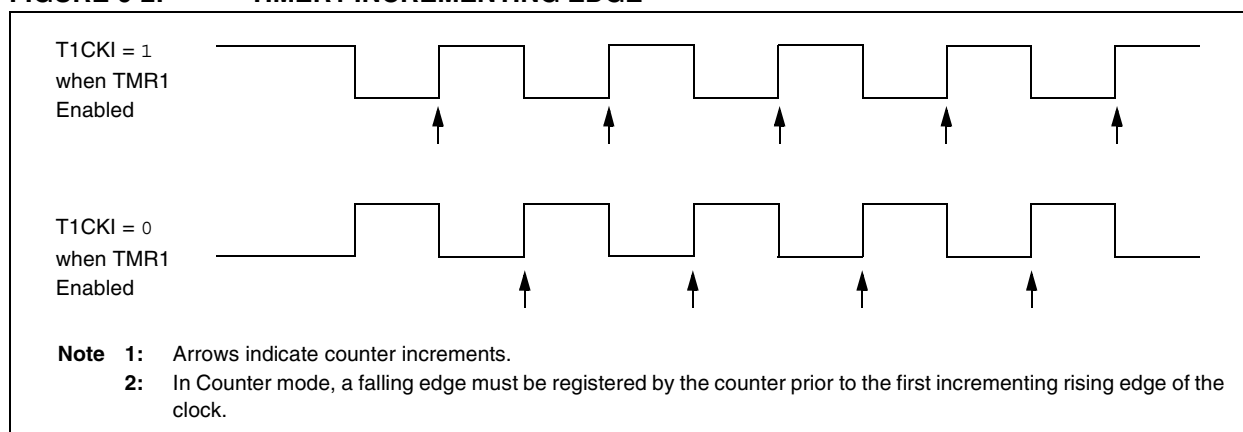 T1CKI = 1
when TMR1
Enabled
T1CKI = 0
when TMR1
Enabled
Note 1: Arrows indicate counter increments.
2: In Counter mode, a falling edge must be registered by the counter prior to the first incrementing rising edge of the
clock.